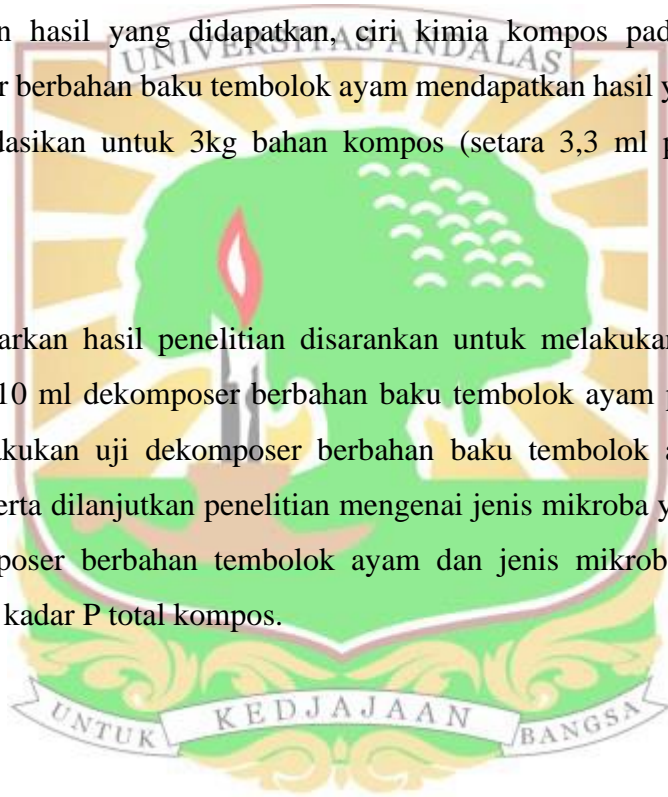 n hasil yang didapatkan, ciri kimia kompos pad
UNIVERSITAS ANDALAS
r berbahan baku tembolok ayam mendapatkan hasil y
dasikan untuk 3kg bahan kompos (setara 3,3 ml p
arkan hasil penelitian disarankan untuk melakukan
10 ml dekomposer berbahan baku tembolok ayam
akukan uji dekomposer berbahan baku tembolok a
erta dilanjutkan penelitian mengenai jenis mikroba y
poser berbahan tembolok ayam dan jenis mikrob
kadar P total kompos.
UNTUK KEDJAJAAN BANGSA